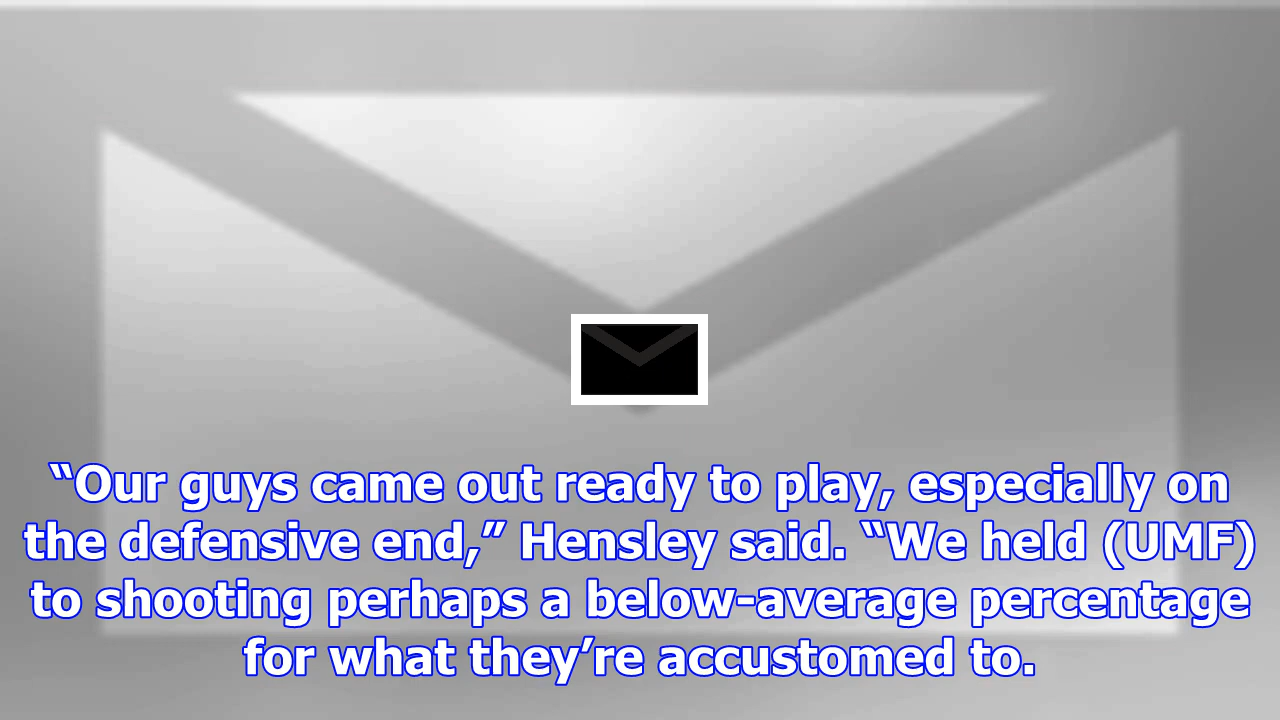 “Our guys came out ready to play, especially on
the defensive end,” Hensley said. “We held (UMF)
to shooting perhaps a below-average percentage
for what they’re accustomed to.